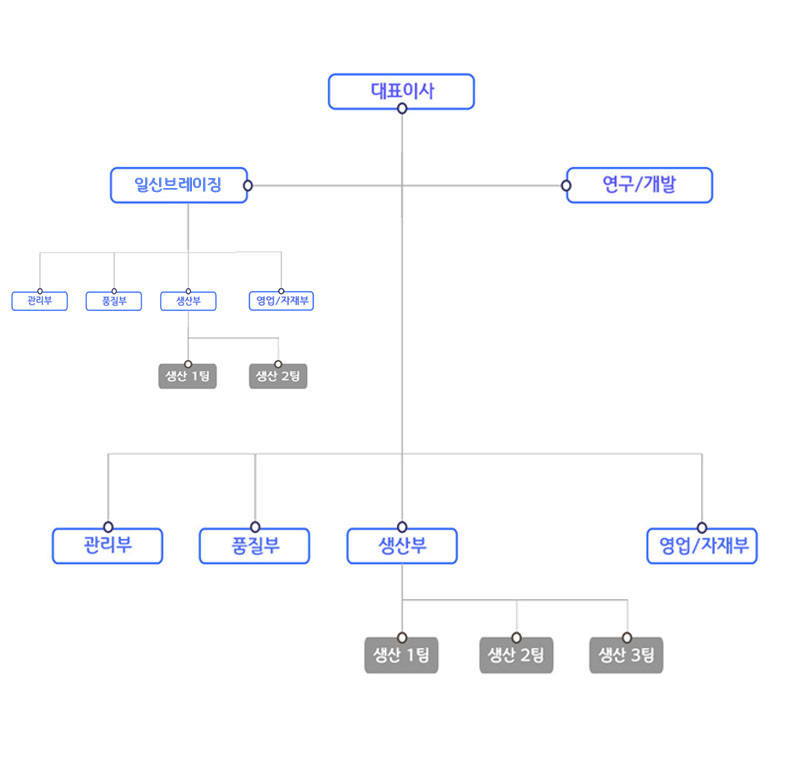 대표이사
일신브레이징
연구/개발
관리부
품질부
생산부
영업/자재부
생산 1팀
생산 2팀
관리부
품질부
생산부
영업/자재부
생산 1팀
생산 2팀
생산 3팀